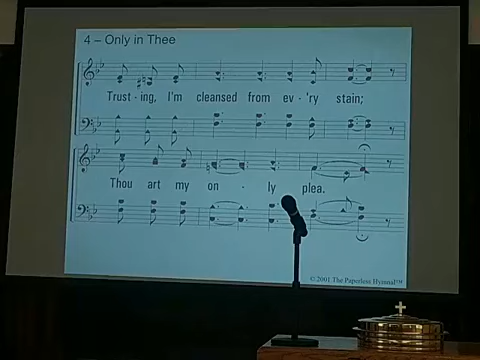 4 – Only in Thee
Trust - ing, I'm cleansed from ev - 'ry stain;
Thou art my on - ly plea.
© 2001 The Paperless Hymnal™